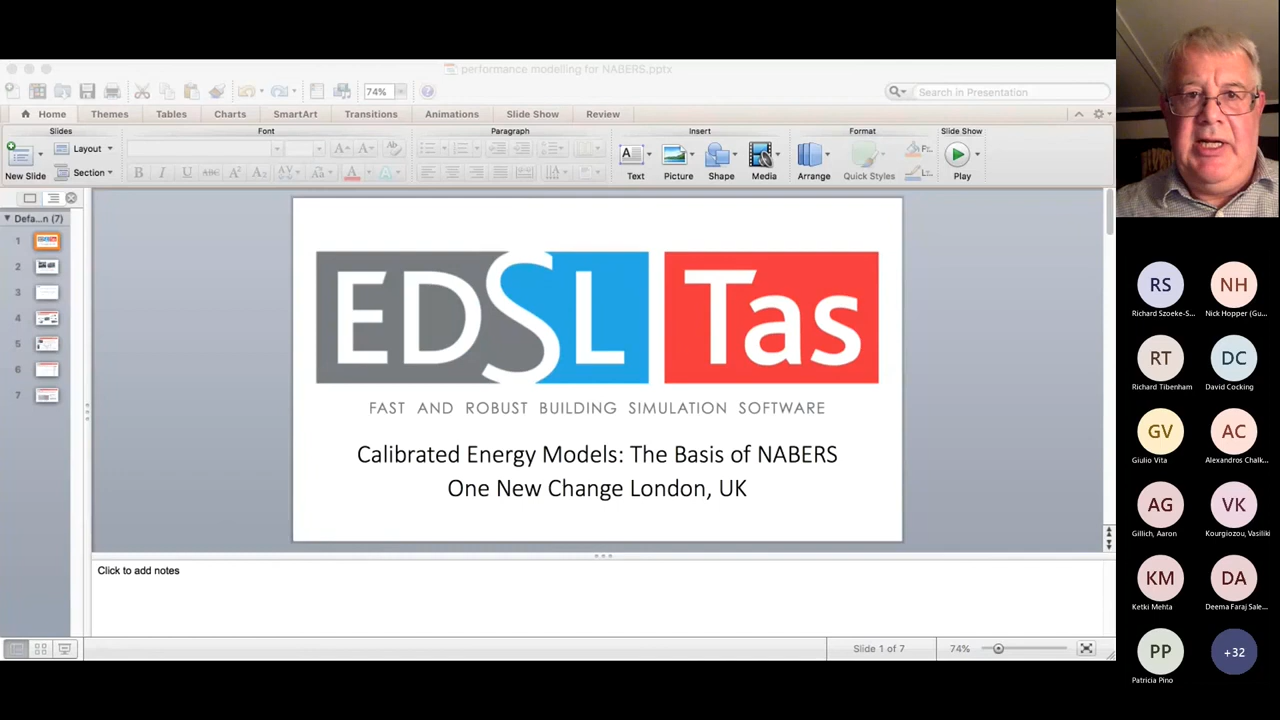 performance modelling for NABERS.pptx
74%
Search in Presentation
Home
Themes
Tables
Charts
SmartArt
Transitions
Animations
Slide Show
Review
Slides
Font
Paragraph
Insert
Format
Slide Show
New Slide
Layout
Section
B I U ABC A² A₂
Text
Picture
Shape
Media
Arrange
Quick Styles
Play
Defa...n (7)
1
2
3
4
5
6
7
EDSL Tas
FAST AND ROBUST BUILDING SIMULATION SOFTWARE
Calibrated Energy Models: The Basis of NABERS
One New Change London, UK
Click to add notes
Slide 1 of 7
74%
RS
Richard Szoeke-S...
NH
Nick Hopper (Gu...
RT
Richard Tibenham
DC
David Cocking
GV
Giulio Vita
AC
Alexandros Chalk...
AG
Gillich, Aaron
VK
Kourgiozou, Vasiliki
KM
Ketki Mehta
DA
Deema Faraj Sale...
PP
Patricia Pino
+32